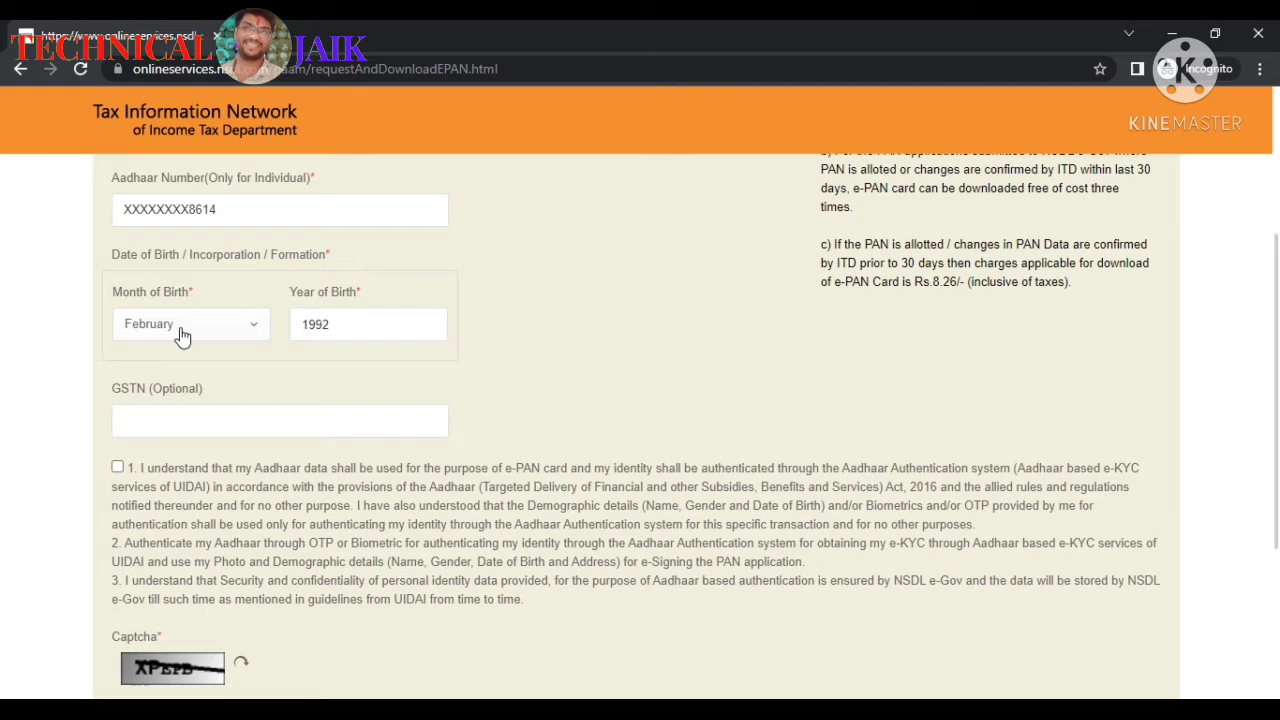 https://www.onlineservices.nsdl
TECHNICAL JAIK
onlineservices.nsdl.com/paam/requestAndDownloadEPAN.html
Incognito
K
KINEMASTER
Tax Information Network
of Income Tax Department
Aadhaar Number(Only for Individual)*
XXXXXXXX8614
Date of Birth / Incorporation / Formation*
Month of Birth*
Year of Birth*
February
1992
GSTN (Optional)
PAN is alloted or changes are confirmed by ITD within last 30
days, e-PAN card can be downloaded free of cost three
times.
c) If the PAN is allotted / changes in PAN Data are confirmed
by ITD prior to 30 days then charges applicable for download
of e-PAN Card is Rs.8.26/- (inclusive of taxes).
1. I understand that my Aadhaar data shall be used for the purpose of e-PAN card and my identity shall be authenticated through the Aadhaar Authentication system (Aadhaar based e-KYC
services of UIDAI) in accordance with the provisions of the Aadhaar (Targeted Delivery of Financial and other Subsidies, Benefits and Services) Act, 2016 and the allied rules and regulations
notified thereunder and for no other purpose. I have also understood that the Demographic details (Name, Gender and Date of Birth) and/or Biometrics and/or OTP provided by me for
authentication shall be used only for authenticating my identity through the Aadhaar Authentication system for this specific transaction and for no other purposes.
2. Authenticate my Aadhaar through OTP or Biometric for authenticating my identity through the Aadhaar Authentication system for obtaining my e-KYC through Aadhaar based e-KYC services of
UIDAI and use my Photo and Demographic details (Name, Gender, Date of Birth and Address) for e-Signing the PAN application.
3. I understand that Security and confidentiality of personal identity data provided, for the purpose of Aadhaar based authentication is ensured by NSDL e-Gov and the data will be stored by NSDL
e-Gov till such time as mentioned in guidelines from UIDAI from time to time.
Captcha*